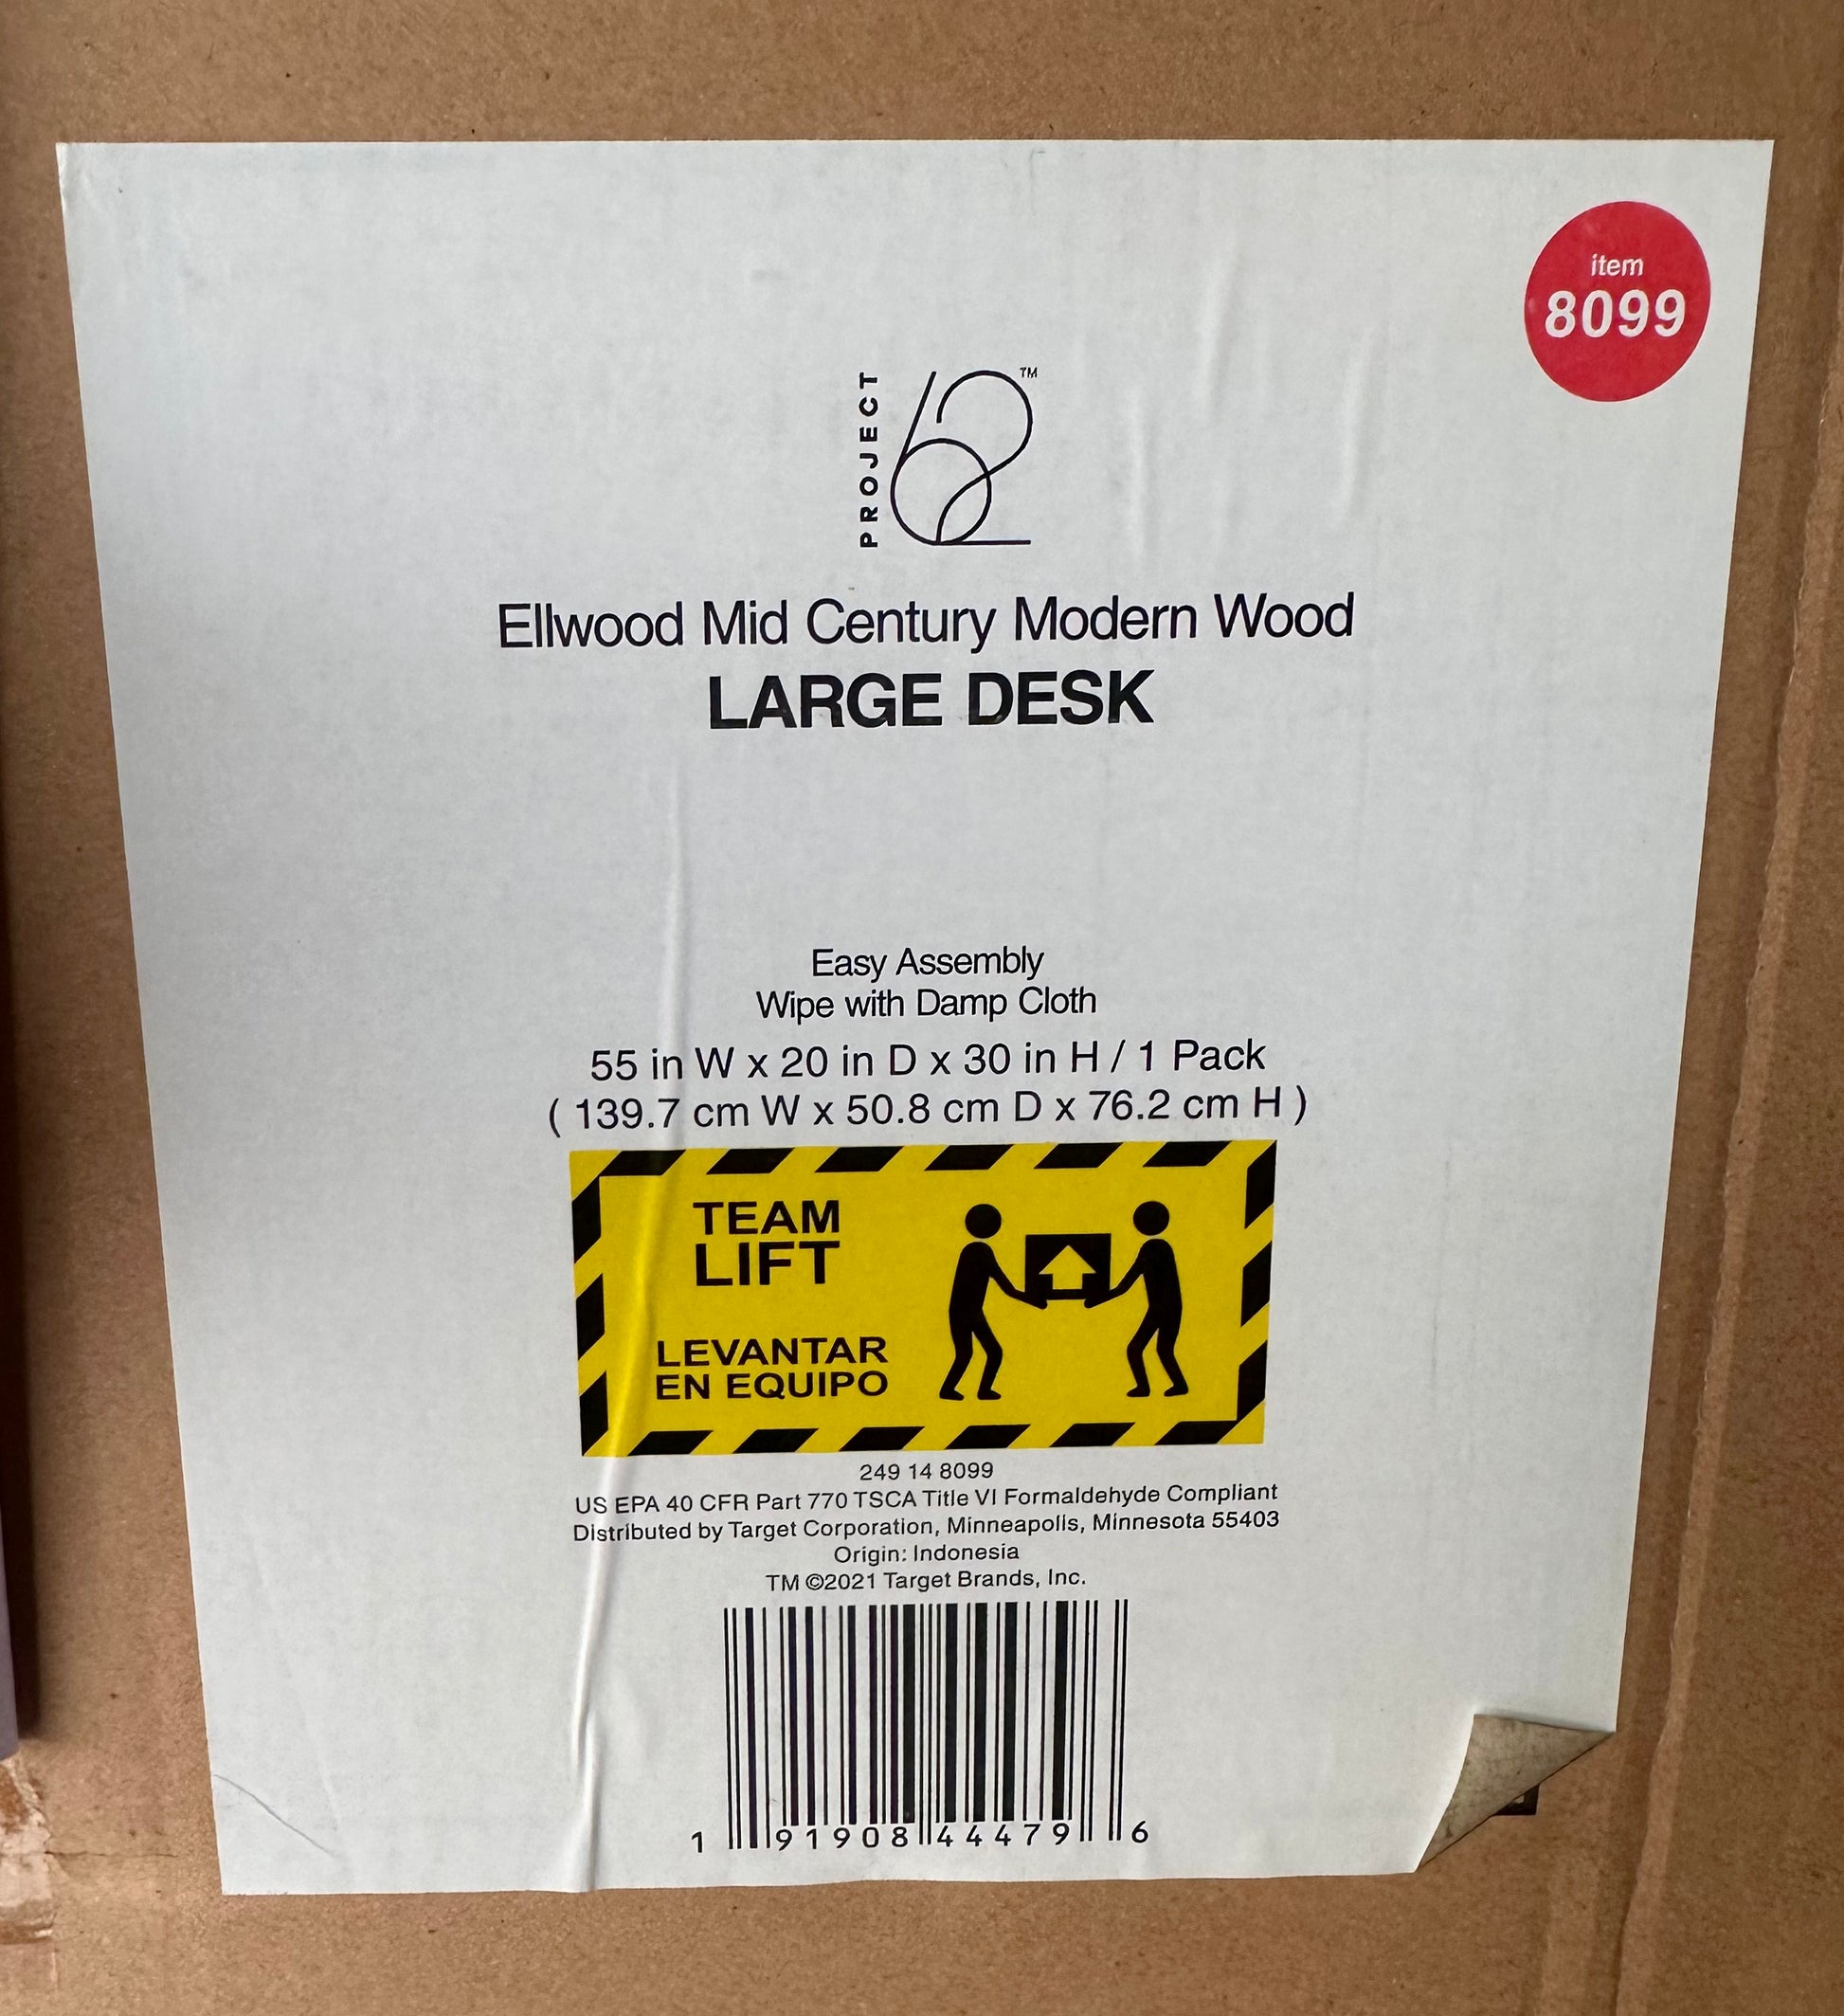 item
8099
PROJECT 62 TM
Ellwood Mid Century Modern Wood
LARGE DESK
Easy Assembly
Wipe with Damp Cloth
55 in W x 20 in D x 30 in H / 1 Pack
( 139.7 cm W x 50.8 cm D x 76.2 cm H )
TEAM
LIFT
LEVANTAR
EN EQUIPO
249 14 8099
US EPA 40 CFR Part 770 TSCA Title VI Formaldehyde Compliant
Distributed by Target Corporation, Minneapolis, Minnesota 55403
Origin: Indonesia
TM ©2021 Target Brands, Inc.
1 91908 44479 6